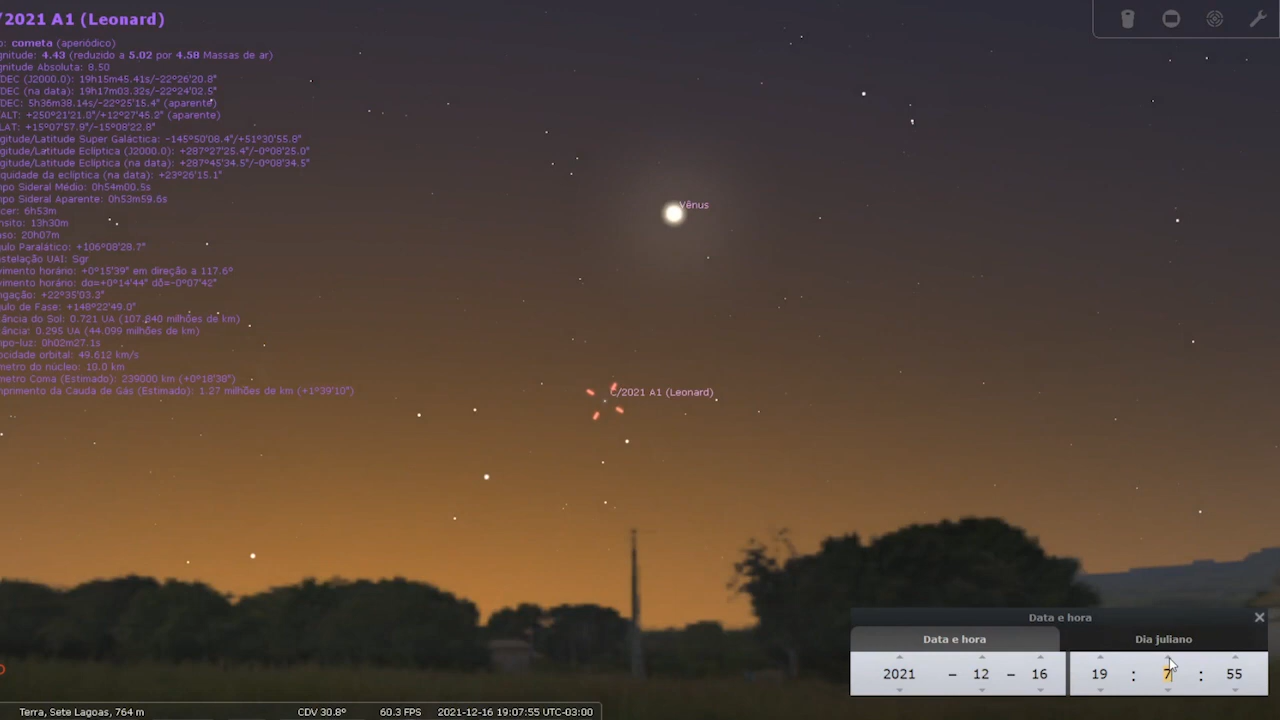 /2021 A1 (Leonard)
o: cometa (aperiódico)
gnitude: 4.43 (reduzido a 5.02 por 4.58 Massas de ar)
gnitude Absoluta: 8.50
/DEC (J2000.0): 19h15m45.41s/-22°26'20.8"
/DEC (na data): 19h17m03.32s/-22°24'02.5"
/DEC: 5h36m38.14s/-22°25'15.4" (aparente)
/ALT: +250°21'21.0"/+12°27'45.2" (aparente)
LAT: +15°07'57.9"/-15°08'22.8"
gitude/Latitude Super Galáctica: -145°50'08.4"/+51°30'55.8"
gitude/Latitude Eclíptica (J2000.0): +287°27'25.4"/-0°08'25.0"
gitude/Latitude Eclíptica (na data): +287°45'34.5"/-0°08'34.5"
iquidade da eclíptica (na data): +23°26'15.1"
npo Sideral Médio: 0h54m00.5s
npo Sideral Aparente: 0h53m59.6s
cer: 6h53m
nsito: 13h30m
aso: 20h07m
gulo Paralático: +106°08'28.7"
stelação UAI: Sgr
vimento horário: +0°15'39" em direção a 117.6°
vimento horário: dα=+0°14'44" dδ=-0°07'42"
ngação: +22°35'03.3"
gulo de Fase: +148°22'49.0"
ância do Sol: 0.721 UA (107.840 milhões de km)
ância: 0.295 UA (44.099 milhões de km)
npo-luz: 0h02m27.1s
ocidade orbital: 49.612 km/s
metro do núcleo: 10.0 km
metro Coma (Estimado): 239000 km (+0°18'38")
nprimento da Cauda de Gás (Estimado): 1.27 milhões de km (+1°39'10")
Vênus
C/2021 A1 (Leonard)
Data e hora
Data e hora Dia juliano
2021 – 12 – 16 19 : 7 : 55
Terra, Sete Lagoas, 764 m CDV 30.8° 60.3 FPS 2021-12-16 19:07:55 UTC-03:00